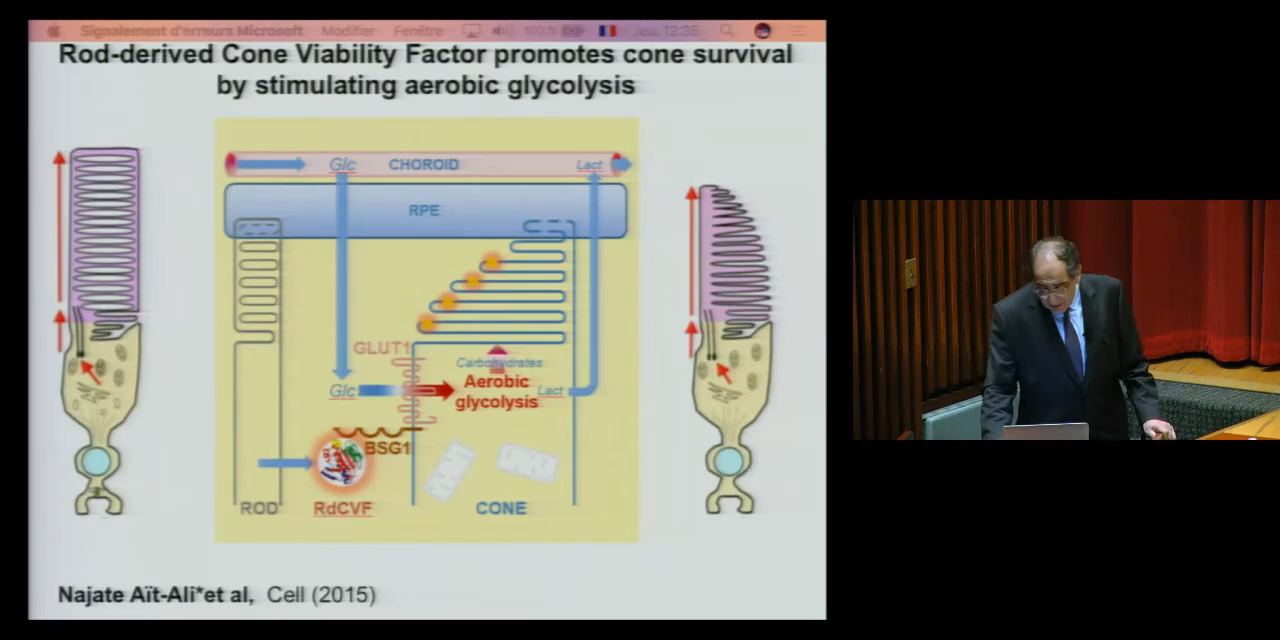 Signalement d'erreurs Microsoft Modifier Fenêtre 100% Jeu. 12:36
Rod-derived Cone Viability Factor promotes cone survival
by stimulating aerobic glycolysis
Glc CHOROID Lact
RPE
GLUT1
Carbohydrates
Glc Aerobic Lact
glycolysis
BSG1
ROD RdCVF CONE
Najate Aït-Ali*et al, Cell (2015)